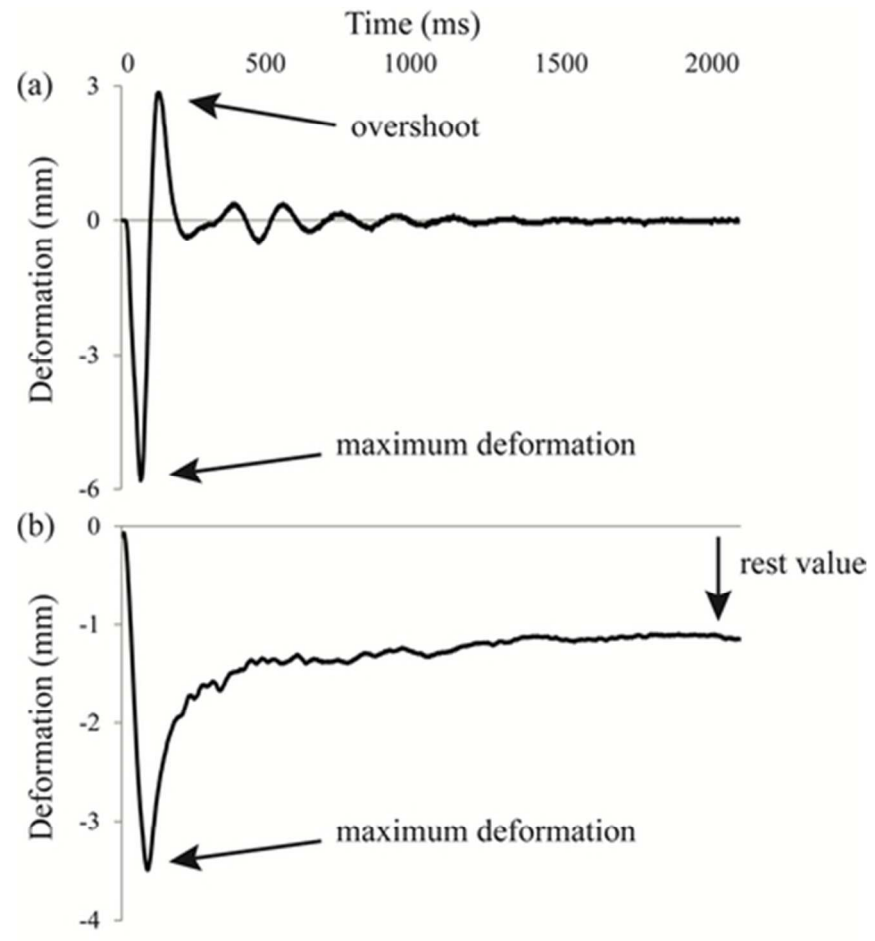 Time (ms)
0 500 1000 1500 2000
(a)
3
overshoot
0
Deformation (mm)
-3
maximum deformation
-6
(b)
0
rest value
-1
Deformation (mm)
-2
-3
maximum deformation
-4